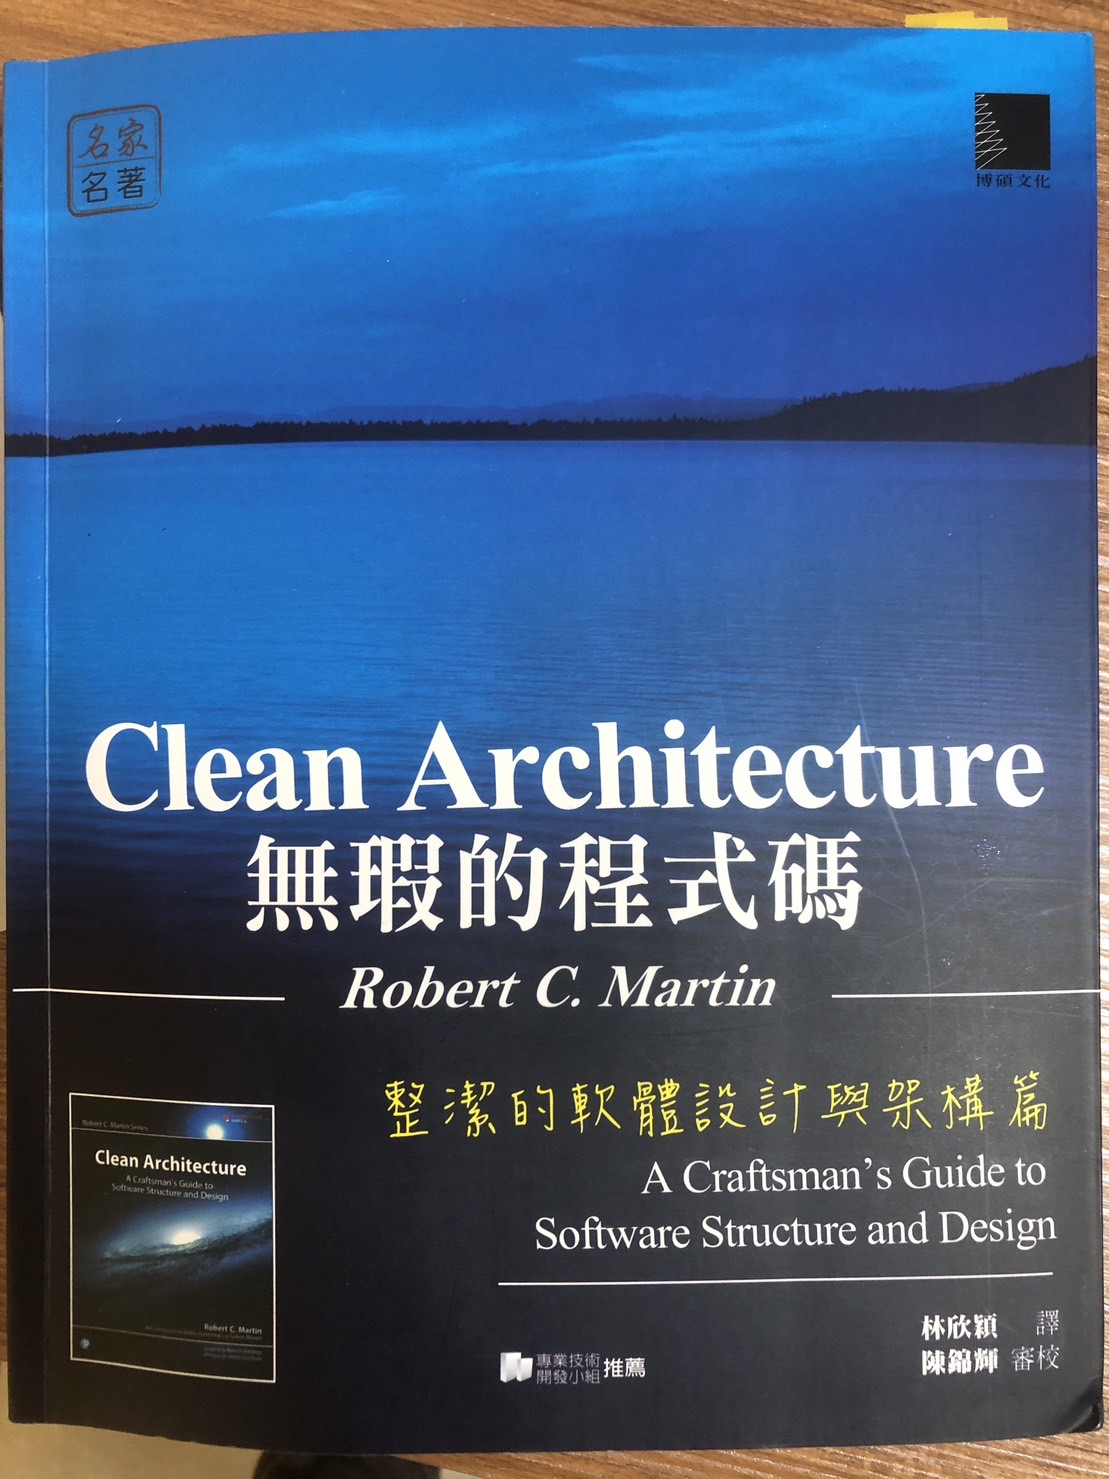 名家
名著
博碩文化
Clean Architecture
無瑕的程式碼
Robert C. Martin
整潔的軟體設計與架構篇
A Craftsman's Guide to
Software Structure and Design
Robert C. Martin Series
Clean Architecture
A Craftsman's Guide to
Software Structure and Design
Robert C. Martin
專業技術
開發小組 推薦
林欣穎 譯
陳錦輝 審校